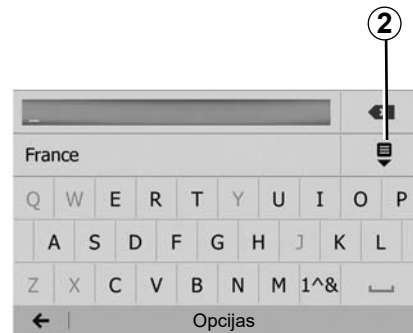 2
_
France
Q W E R T Y U I O P
A S D F G H J K L
Z X C V B N M 1^&
Opcijas